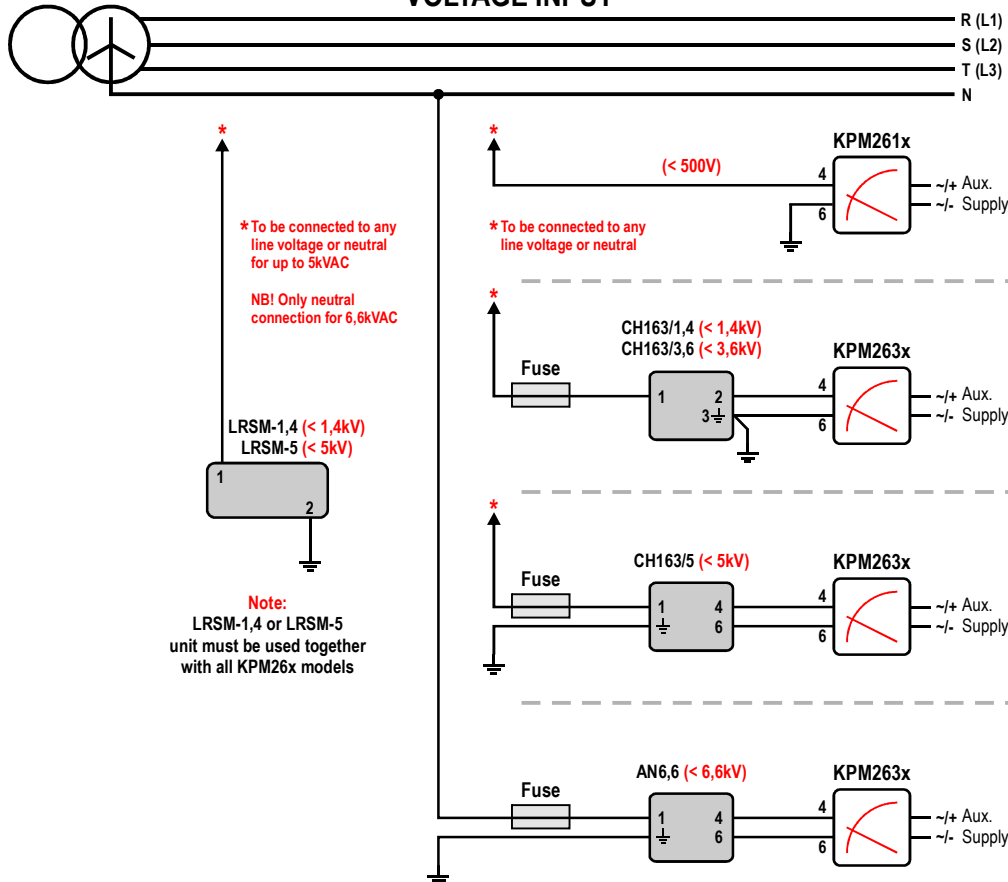 VOLTAGE INPUT
R (L1)
S (L2)
T (L3)
N
*
* To be connected to any
line voltage or neutral
for up to 5kVAC
NB! Only neutral
connection for 6,6kVAC
LRSM-1,4 (< 1,4kV)
LRSM-5 (< 5kV)
1
2
Note:
LRSM-1,4 or LRSM-5
unit must be used together
with all KPM26x models
*
(< 500V)
KPM261x
4
6
~/+ Aux.
~/- Supply
* To be connected to any
line voltage or neutral
*
Fuse
CH163/1,4 (< 1,4kV)
CH163/3,6 (< 3,6kV)
1
2
3
KPM263x
4
6
~/+ Aux.
~/- Supply
*
Fuse
CH163/5 (< 5kV)
1
4
6
KPM263x
4
6
~/+ Aux.
~/- Supply
Fuse
AN6,6 (< 6,6kV)
1
4
6
KPM263x
4
6
~/+ Aux.
~/- Supply